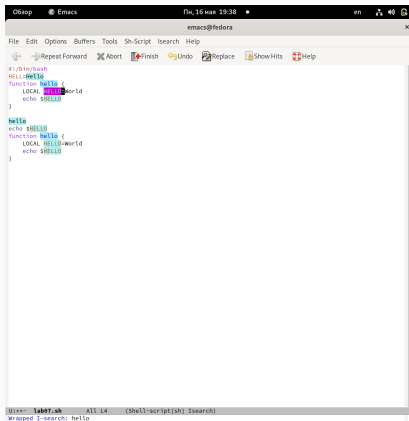 Обзор Emacs Пн, 16 мая 19:38 en
emacs@fedora
File Edit Options Buffers Tools Sh-Script Isearch Help
Repeat Forward Abort Finish Undo Replace Show Hits Help
#!/bin/bash
HELL=Hello
function hello {
    LOCAL HELLO=World
    echo $HELLO
}
hello
echo $HELLO
function hello {
    LOCAL HELLO=World
    echo $HELLO
}
U:**- lab07.sh All L4 (Shell-script[sh] Isearch)
Wrapped I-search: hello